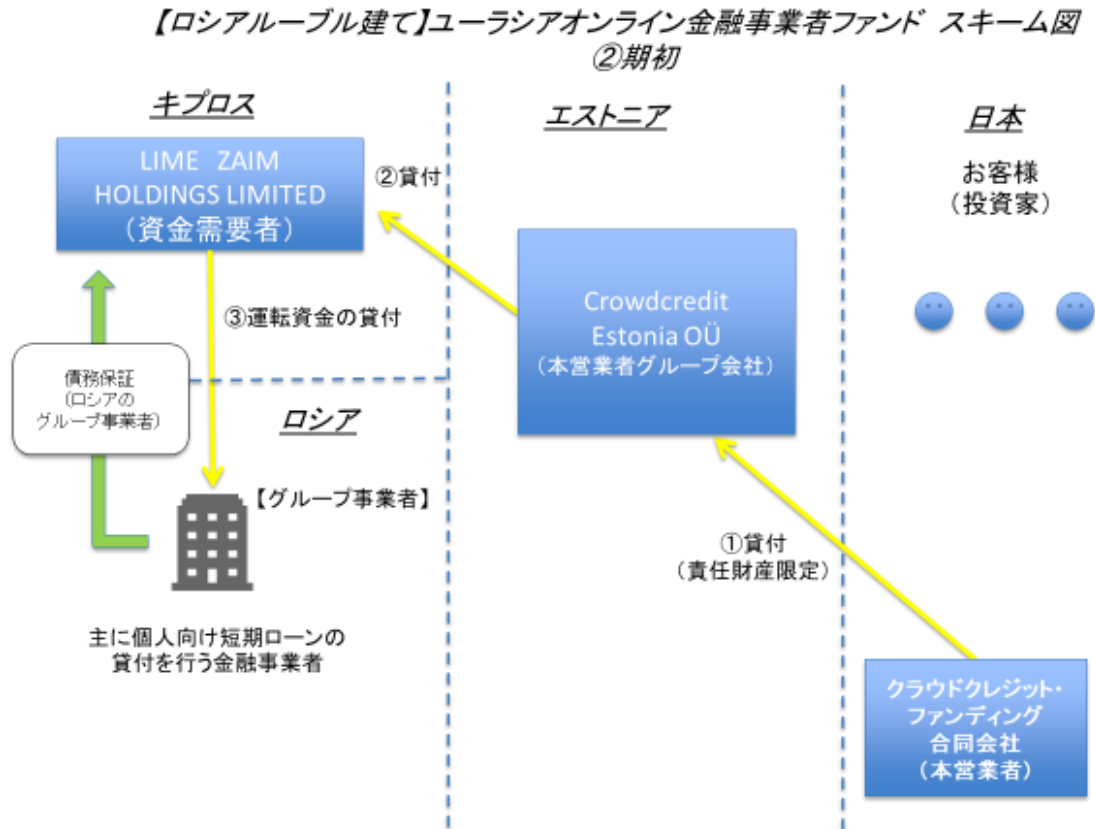 【ロシアルーブル建て】ユーラシアオンライン金融事業者ファンド スキーム図
②期初
キプロス
LIME ZAIM
HOLDINGS LIMITED
（資金需要者）
②貸付
③運転資金の貸付
債務保証
（ロシアの
グループ事業者）
ロシア
【グループ事業者】
主に個人向け短期ローンの
貸付を行う金融事業者
エストニア
Crowdcredit
Estonia OÜ
（本営業者グループ会社）
①貸付
（責任財産限定）
日本
お客様
（投資家）
クラウドクレジット・
ファンディング
合同会社
（本営業者）